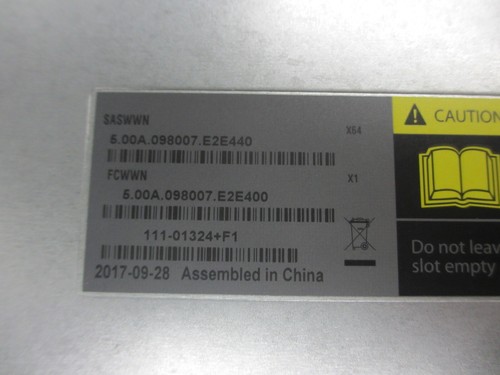 SASWWN
X64
5.00A.098007.E2E440
FCWWN
X1
5.00A.098007.E2E400
111-01324+F1
2017-09-28 Assembled in China
CAUTION
Do not leav
slot empty